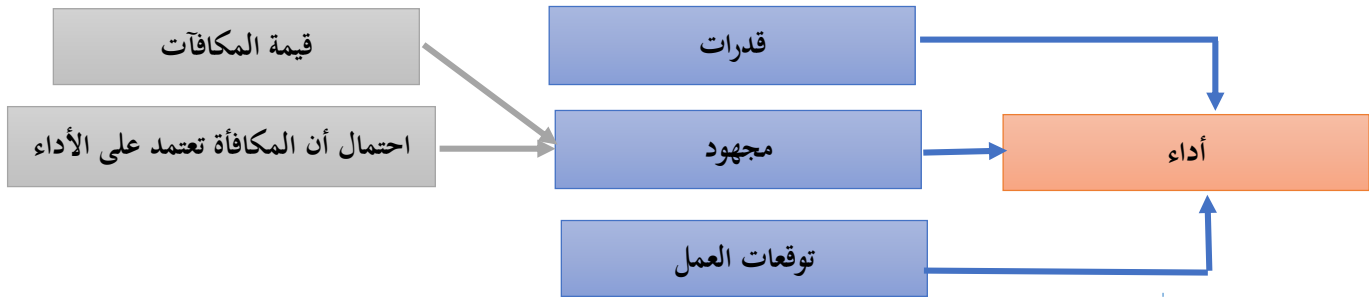 قيمة المكافآت
قدرات
احتمال أن المكافأة تعتمد على الأداء
مجهود
أداء
توقعات العمل